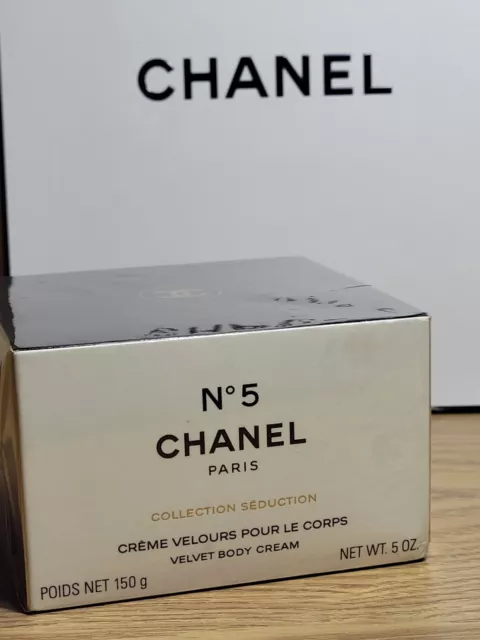 CHANEL
N°5
CHANEL
PARIS
COLLECTION SÉDUCTION
CRÈME VELOURS POUR LE CORPS
VELVET BODY CREAM
POIDS NET 150 g
NET WT. 5 OZ.